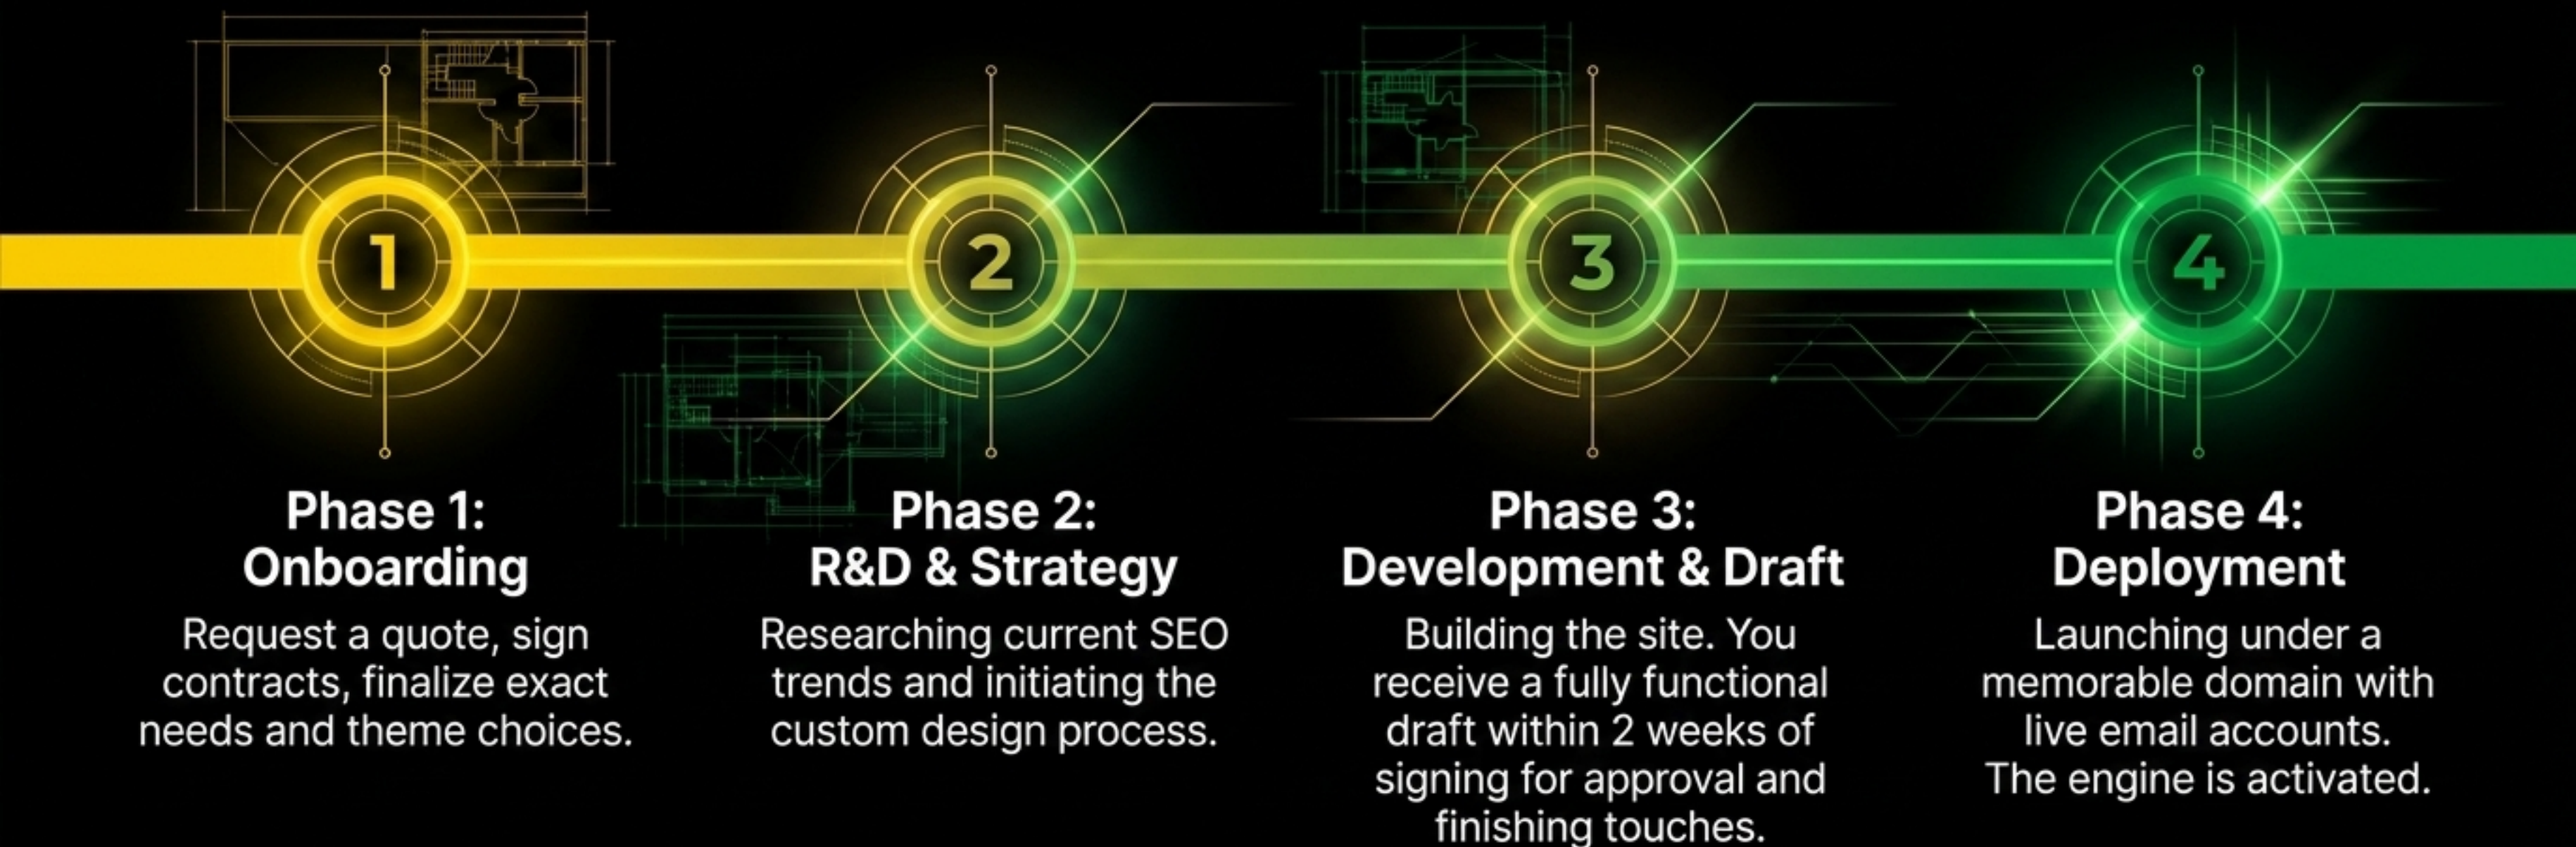 1
2
3
4
Phase 1:
Onboarding
Request a quote, sign
contracts, finalize exact
needs and theme choices.
Phase 2:
R&D & Strategy
Researching current SEO
trends and initiating the
custom design process.
Phase 3:
Development & Draft
Building the site. You
receive a fully functional
draft within 2 weeks of
signing for approval and
finishing touches.
Phase 4:
Deployment
Launching under a
memorable domain with
live email accounts.
The engine is activated.